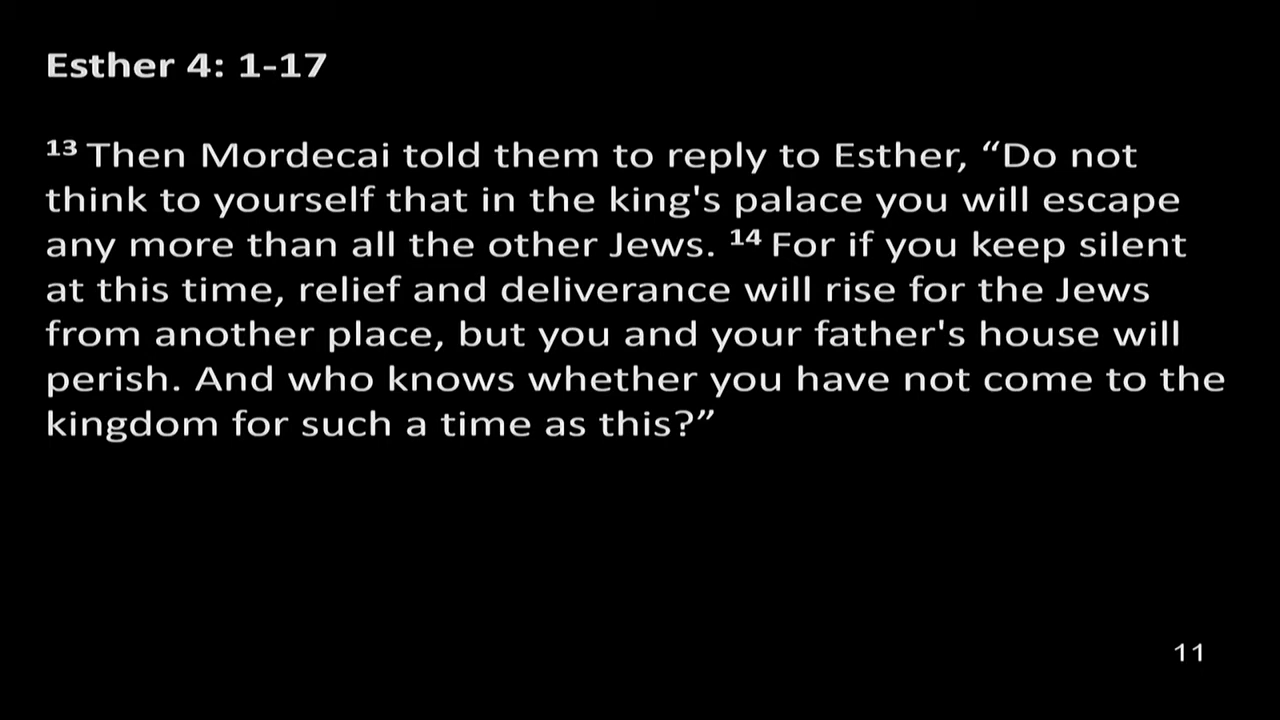 Esther 4: 1-17
13 Then Mordecai told them to reply to Esther, “Do not
think to yourself that in the king's palace you will escape
any more than all the other Jews. 14 For if you keep silent
at this time, relief and deliverance will rise for the Jews
from another place, but you and your father's house will
perish. And who knows whether you have not come to the
kingdom for such a time as this?”
11